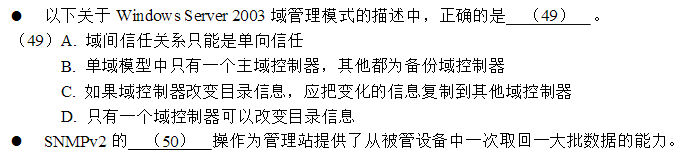 ● 以下关于 Windows Server 2003 域管理模式的描述中，正确的是 （49） 。
（49）A. 域间信任关系只能是单向信任
B. 单域模型中只有一个主域控制器，其他都为备份域控制器
C. 如果域控制器改变目录信息，应把变化的信息复制到其他域控制器
D. 只有一个域控制器可以改变目录信息
● SNMPv2 的 （50） 操作为管理站提供了从被管设备中一次取回一大批数据的能力。